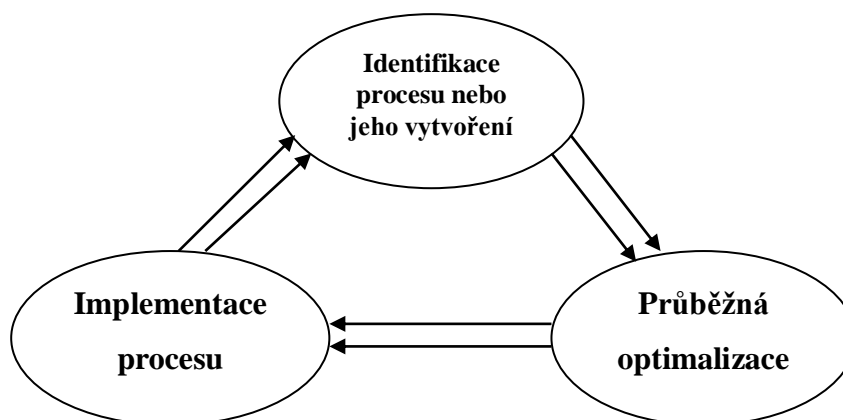 Identifikace
procesu nebo
jeho vytvoření
Implementace
procesu
Průběžná
optimalizace